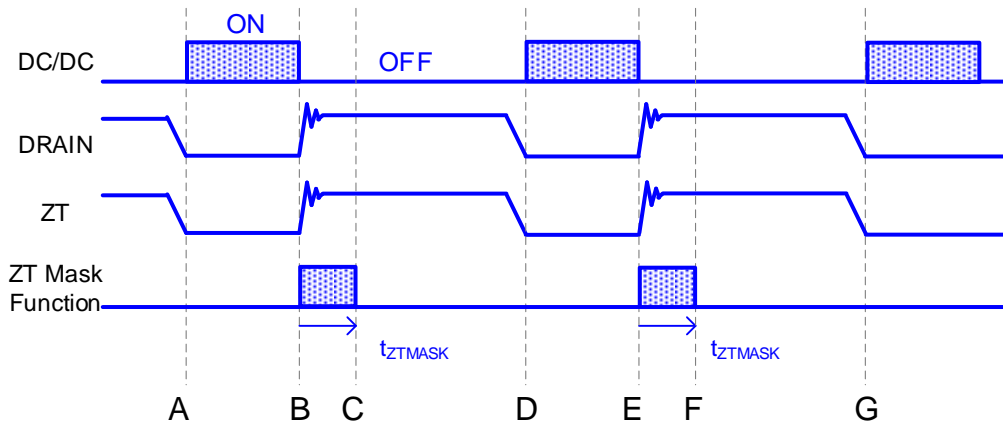 ON
DC/DC
OFF
DRAIN
ZT
ZT Mask
Function
tZTMASK
tZTMASK
A
B
C
D
E
F
G